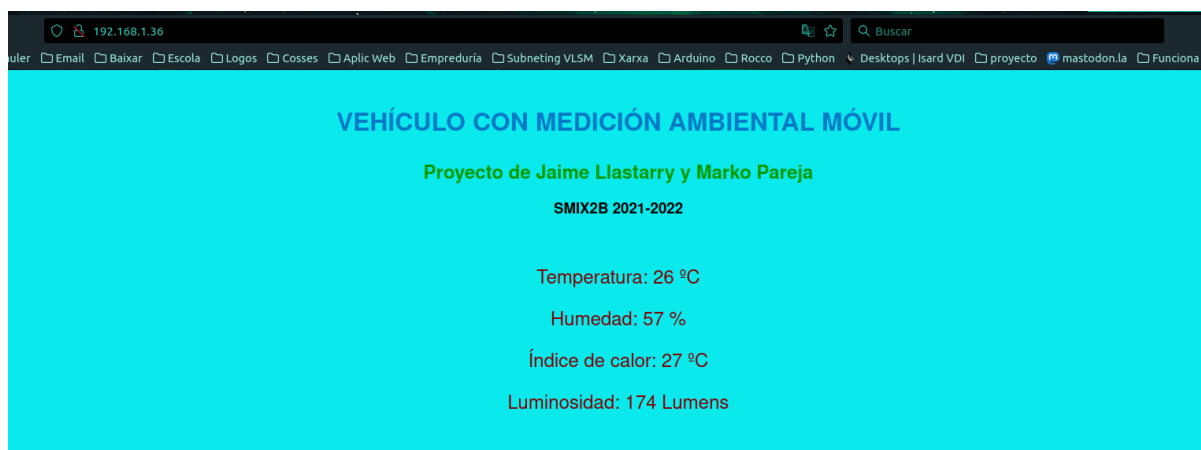 192.168.1.36
Buscar
Email Baixar Escola Logos Cosses Aplic Web Empreduría Subneting VLSM Xarxa Arduino Rocco Python Desktops | Isard VDI proyecto mastodon.la Funciona
VEHÍCULO CON MEDICIÓN AMBIENTAL MÓVIL
Proyecto de Jaime Llastarry y Marko Pareja
SMIX2B 2021-2022
Temperatura: 26 ºC
Humedad: 57 %
Índice de calor: 27 ºC
Luminosidad: 174 Lumens